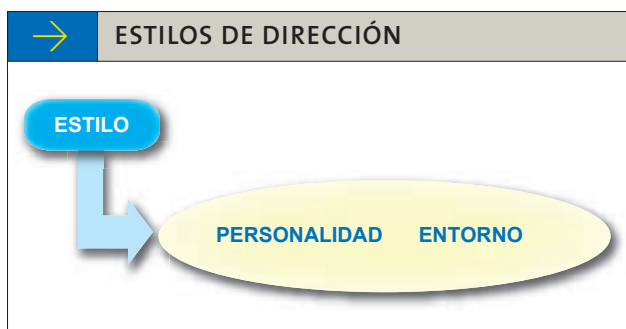 ESTILOS DE DIRECCIÓN
ESTILO
PERSONALIDAD ENTORNO